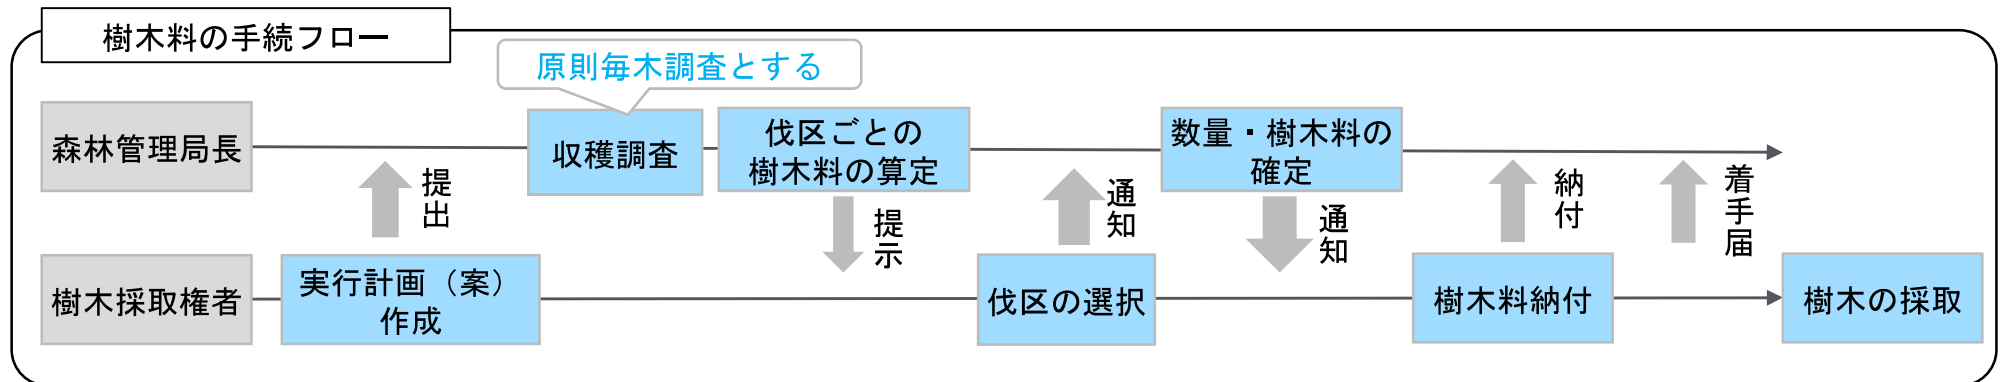 樹木料の手続フロー
原則毎木調査とする
森林管理局長
収穫調査
伐区ごとの
樹木料の算定
数量・樹木料の
確定
提出
提示
通知
通知
納付
着手届
樹木採取権者
実行計画（案）
作成
伐区の選択
樹木料納付
樹木の採取